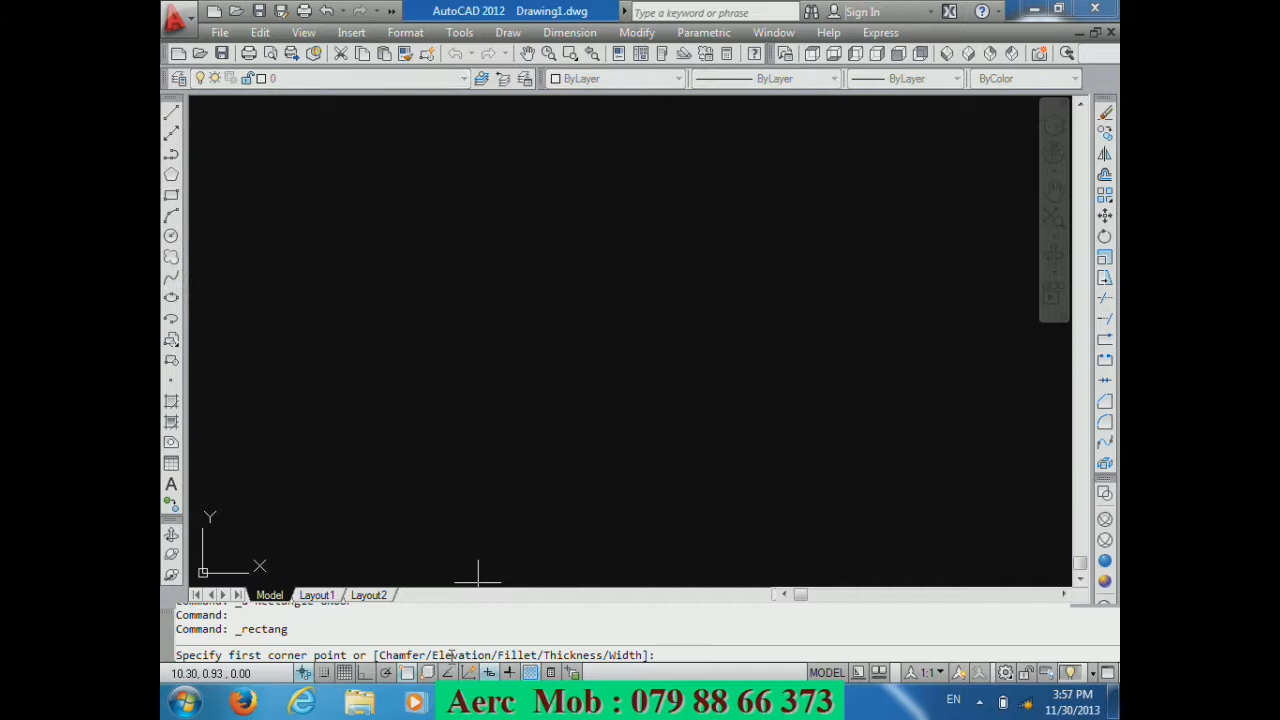 AutoCAD 2012 Drawing1.dwg
Type a keyword or phrase
Sign In
File Edit View Insert Format Tools Draw Dimension Modify Parametric Window Help Express
0
ByLayer
ByLayer
ByLayer
ByColor
Y
X
Model Layout1 Layout2
Command:
Command: _rectang
Specify first corner point or [Chamfer/Elevation/Fillet/Thickness/Width]:
10.30, 0.93 , 0.00
MODEL
1:1
Aerc Mob : 079 88 66 373
EN
3:57 PM
11/30/2013